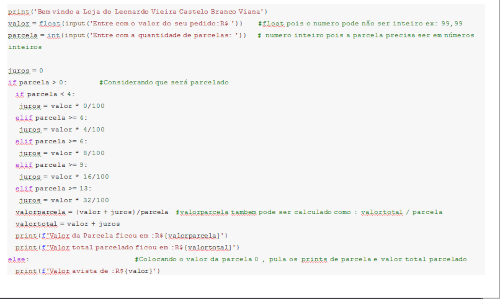 print('Bem vindo a Loja do Leonardo Vieira Castelo Branco Viana')
valor = float(input('Entre com o valor do seu pedido:R$ '))    #float pois o numero pode não ser inteiro ex: 99,99
parcela = int(input('Entre com a quantidade de parcelas: '))   # numero inteiro pois a parcela precisa ser em números
inteiros
juros = 0
if parcela > 0:        #Considerando que será parcelado
  if parcela < 4:
   juros = valor * 0/100
  elif parcela >= 4:
   juros = valor * 4/100
  elif parcela >= 6:
   juros = valor * 8/100
  elif parcela >= 9:
   juros = valor * 16/100
  elif parcela >= 13:
   juros = valor * 32/100
  valorparcela = (valor + juros)/parcela  #valorparcela tambem pode ser calculado como : valortotal / parcela
  valortotal = valor + juros
  print(f'Valor da Parcela ficou em :R${valorparcela}')
  print(f'Valor total parcelado ficou em :R${valortotal}')
else:                           #Colocando o valor da parcela 0 , pula os prints de parcela e valor total parcelado
  print(f'Valor avista de :R${valor}')